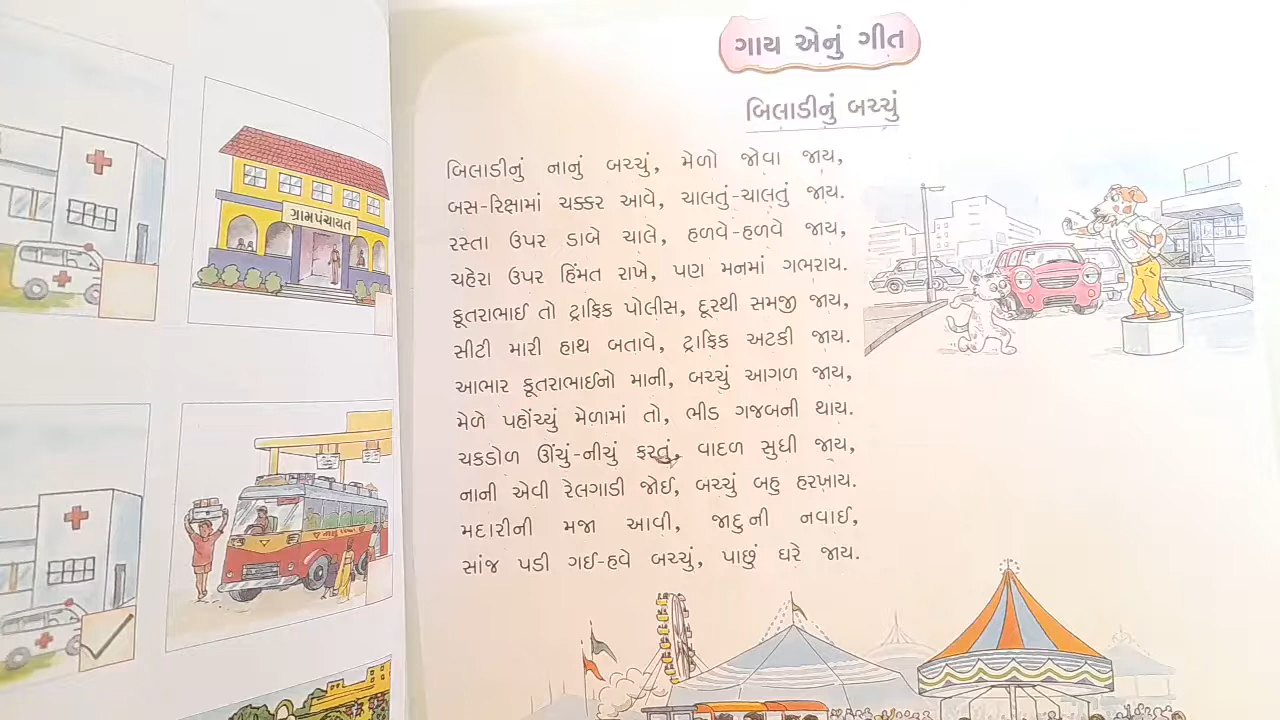 ગ્રામપંચાયત
ગાય એનું ગીત
બિલાડીનું બચ્ચું
બિલાડીનું નાનું બચ્ચું, મેળો જોવા જાય,
બસ-રિક્ષામાં ચક્કર આવે, ચાલતું-ચાલતું જાય.
રસ્તા ઉપર ડાબે ચાલે, હળવે-હળવે જાય,
ચહેરા ઉપર હિંમત રાખે, પણ મનમાં ગભરાય.
કૂતરાભાઈ તો ટ્રાફિક પોલીસ, દૂરથી સમજી જાય,
સીટી મારી હાથ બતાવે, ટ્રાફિક અટકી જાય.
આભાર કૂતરાભાઈનો માની, બચ્ચું આગળ જાય,
મેળે પહોંચ્યું મેળામાં તો, ભીડ ગજબની થાય.
ચકડોળ ઊંચું-નીચું ફરતું, વાદળ સુધી જાય,
નાની એવી રેલગાડી જોઈ, બચ્ચું બહુ હરખાય.
મદારીની મજા આવી, જાદુની નવાઈ,
સાંજ પડી ગઈ-હવે બચ્ચું, પાછું ઘરે જાય.